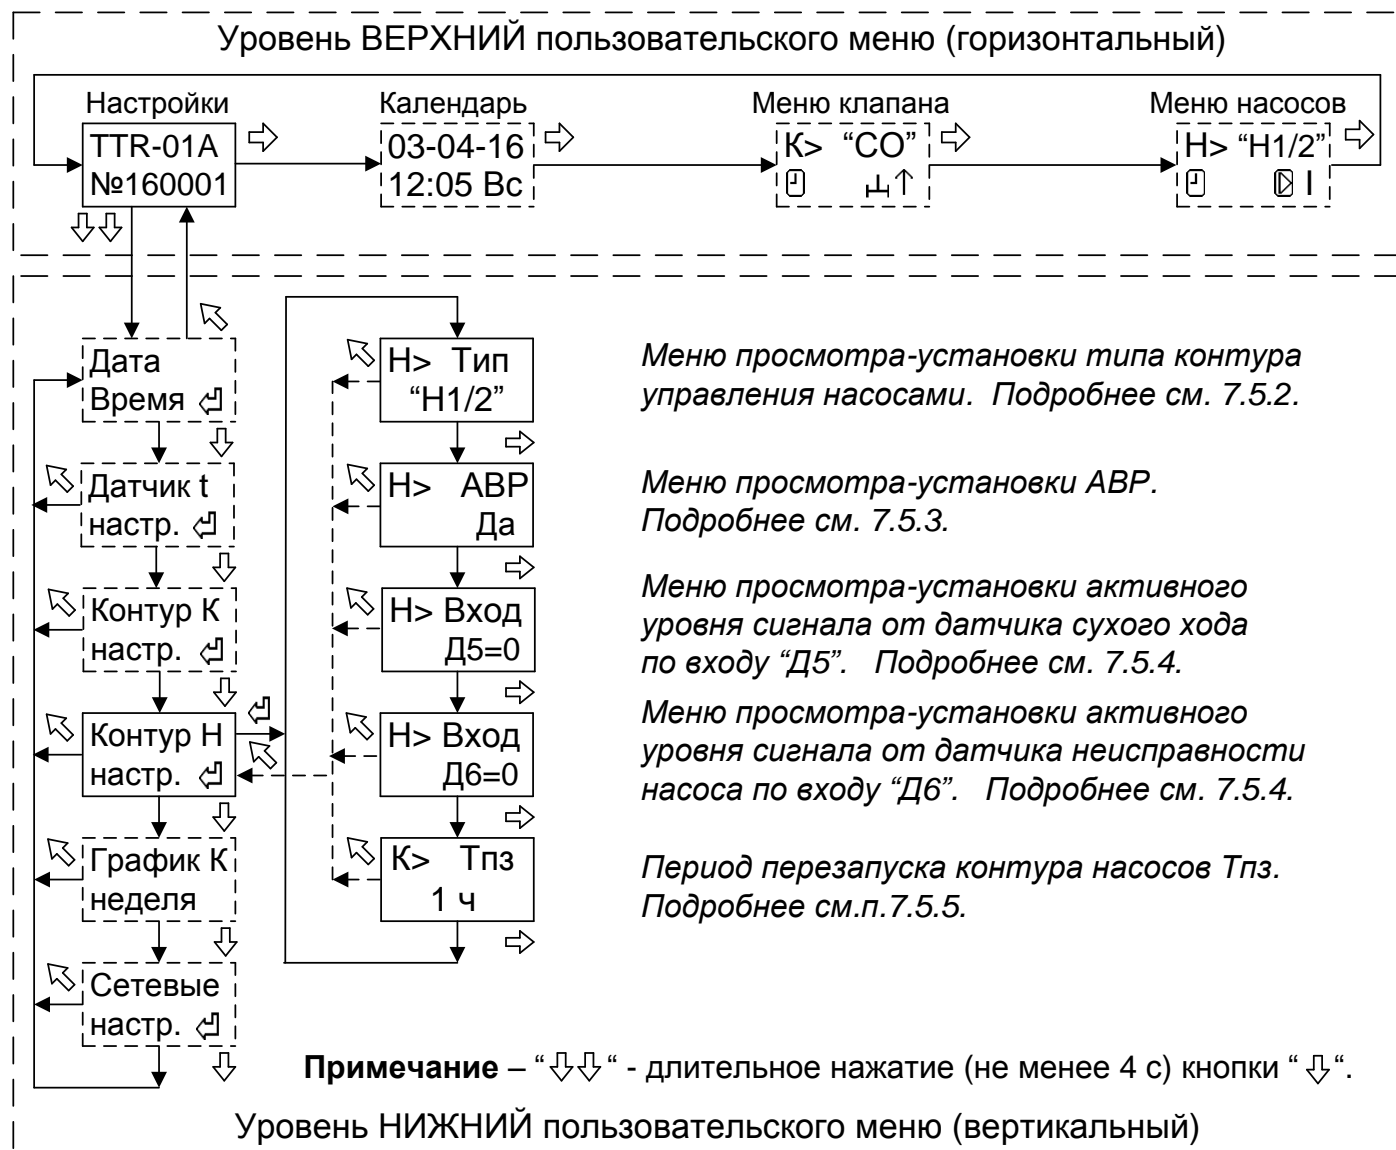 Уровень ВЕРХНИЙ пользовательского меню (горизонтальный)
Настройки
TTR-01A
№160001
Календарь
03-04-16
12:05 Вс
Меню клапана
К> “СО”
Меню насосов
Н> “Н1/2”
I
Дата
Время
Датчик t
настр.
Контур К
настр.
Контур Н
настр.
График К
неделя
Сетевые
настр.
Н> Тип
“Н1/2”
Н> АВР
Да
Н> Вход
Д5=0
Н> Вход
Д6=0
К> Тпз
1 ч
Меню просмотра-установки типа контура
управления насосами. Подробнее см. 7.5.2.
Меню просмотра-установки АВР.
Подробнее см. 7.5.3.
Меню просмотра-установки активного
уровня сигнала от датчика сухого хода
по входу “Д5”. Подробнее см. 7.5.4.
Меню просмотра-установки активного
уровня сигнала от датчика неисправности
насоса по входу “Д6”. Подробнее см. 7.5.4.
Период перезапуска контура насосов Тпз.
Подробнее см.п.7.5.5.
Примечание – “⇩⇩“ - длительное нажатие (не менее 4 с) кнопки “ ⇩“.
Уровень НИЖНИЙ пользовательского меню (вертикальный)